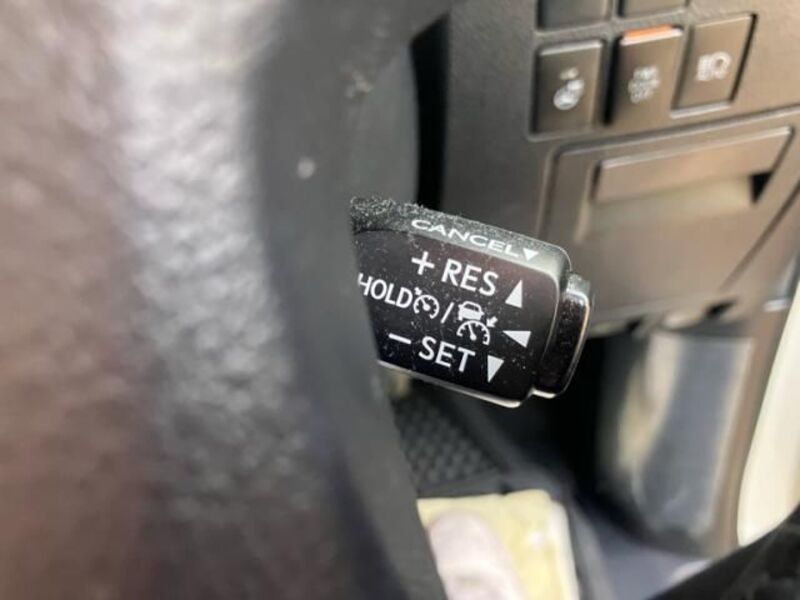 CANCEL▼
+ RES ▲
HOLD / ◀
− SET ▼